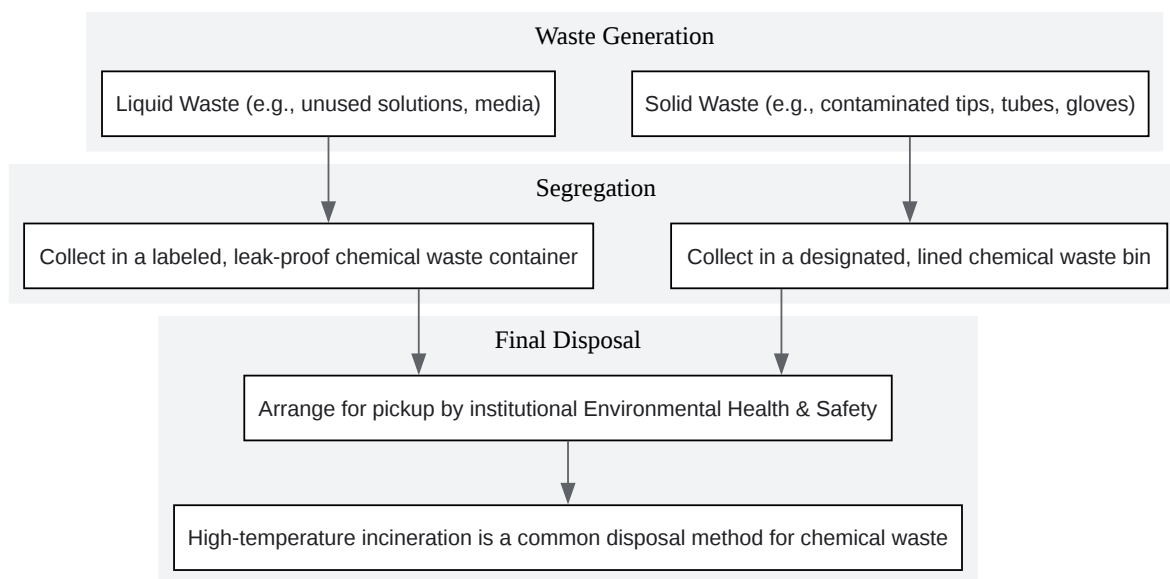 Waste Generation
Liquid Waste (e.g., unused solutions, media)
Solid Waste (e.g., contaminated tips, tubes, gloves)
Segregation
Collect in a labeled, leak-proof chemical waste container
Collect in a designated, lined chemical waste bin
Final Disposal
Arrange for pickup by institutional Environmental Health & Safety
High-temperature incineration is a common disposal method for chemical waste